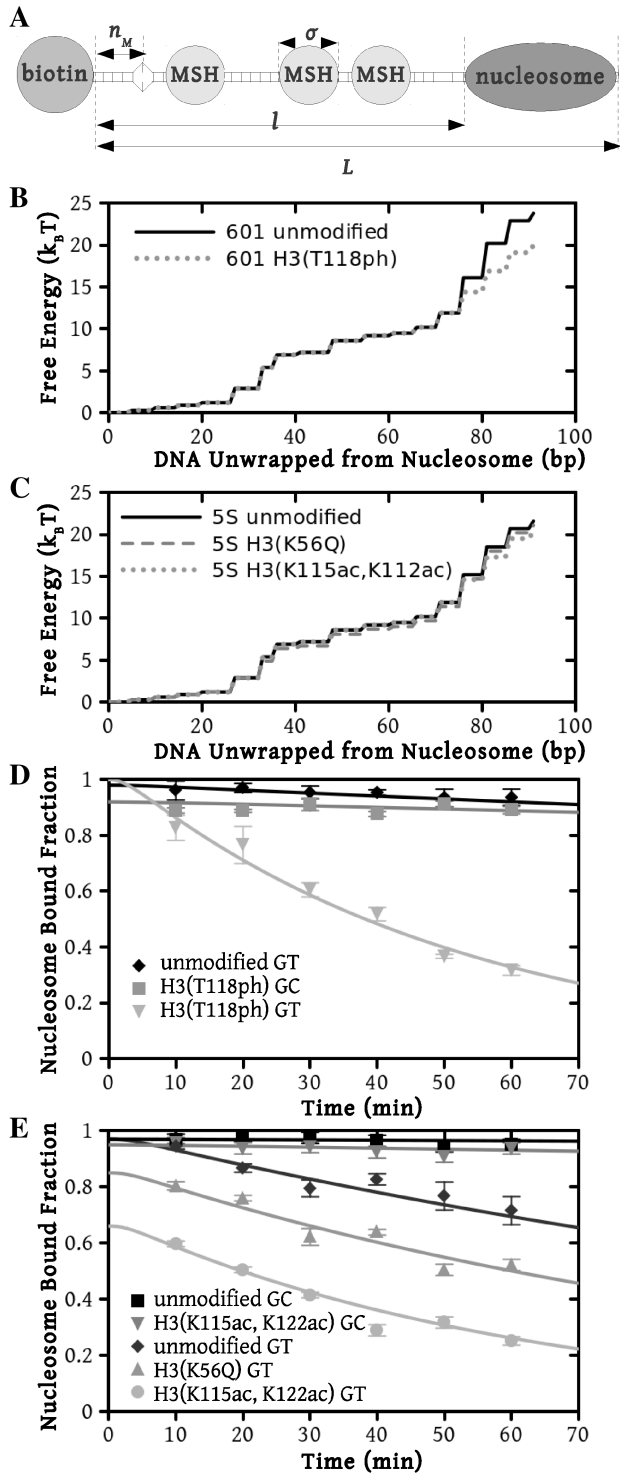 A
n_M
σ
biotin
MSH
MSH
MSH
nucleosome
l
L
B
Free Energy (k_BT)
25
20
15
10
5
0
601 unmodified
601 H3(T118ph)
0 20 40 60 80 100
DNA Unwrapped from Nucleosome (bp)
C
Free Energy (k_BT)
25
20
15
10
5
0
5S unmodified
5S H3(K56Q)
5S H3(K115ac,K112ac)
0 20 40 60 80 100
DNA Unwrapped from Nucleosome (bp)
D
Nucleosome Bound Fraction
1
0.8
0.6
0.4
0.2
0
unmodified GT
H3(T118ph) GC
H3(T118ph) GT
0 10 20 30 40 50 60 70
Time (min)
E
Nucleosome Bound Fraction
1
0.8
0.6
0.4
0.2
0
unmodified GC
H3(K115ac, K122ac) GC
unmodified GT
H3(K56Q) GT
H3(K115ac, K122ac) GT
0 10 20 30 40 50 60 70
Time (min)